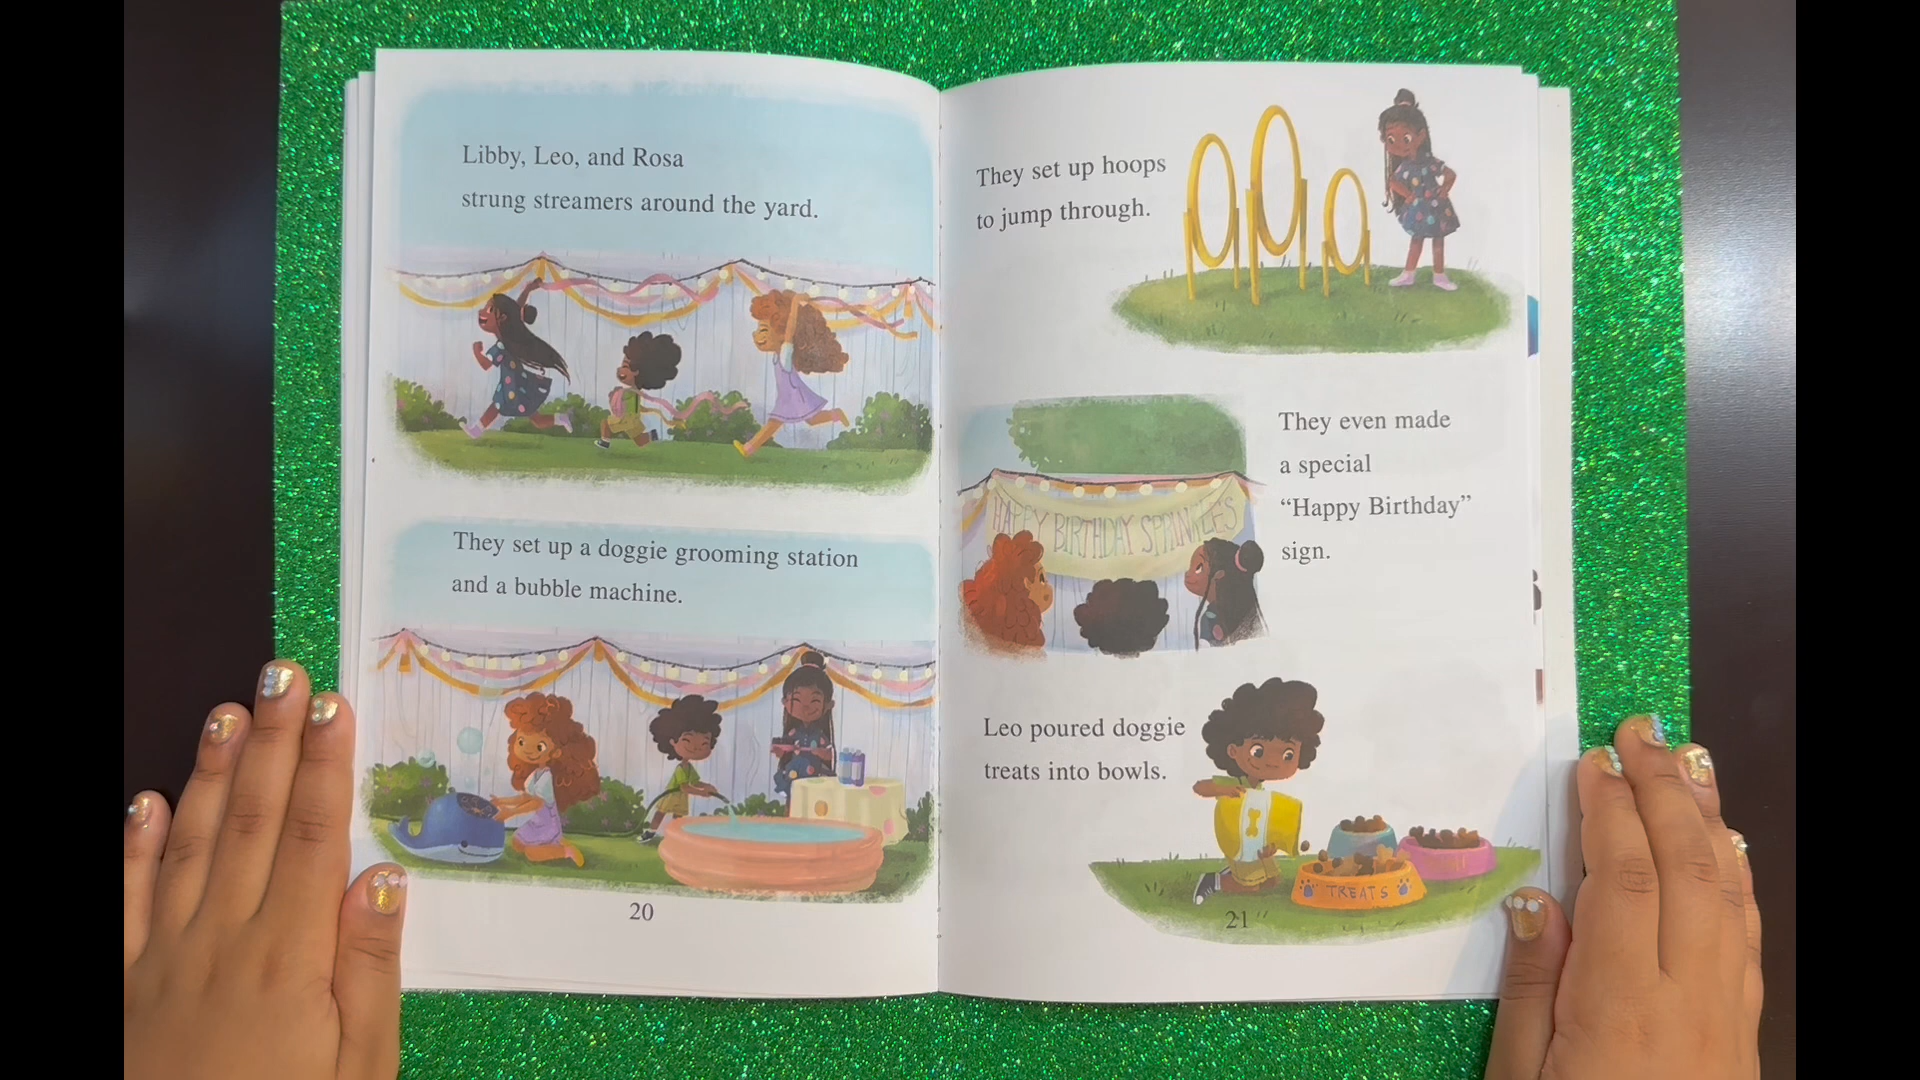 Libby, Leo, and Rosa
strung streamers around the yard.
They set up a doggie grooming station
and a bubble machine.
20
They set up hoops
to jump through.
HAPPY BIRTHDAY SPRINKLES
They even made
a special
“Happy Birthday”
sign.
Leo poured doggie
treats into bowls.
TREATS
21